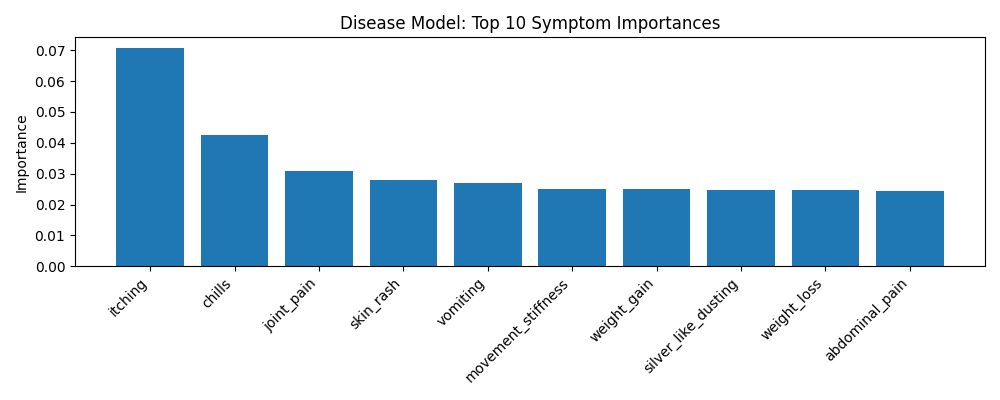 Disease Model: Top 10 Symptom Importances
Importance
0.07
0.06
0.05
0.04
0.03
0.02
0.01
0.00
itching
chills
joint_pain
skin_rash
vomiting
movement_stiffness
weight_gain
silver_like_dusting
weight_loss
abdominal_pain